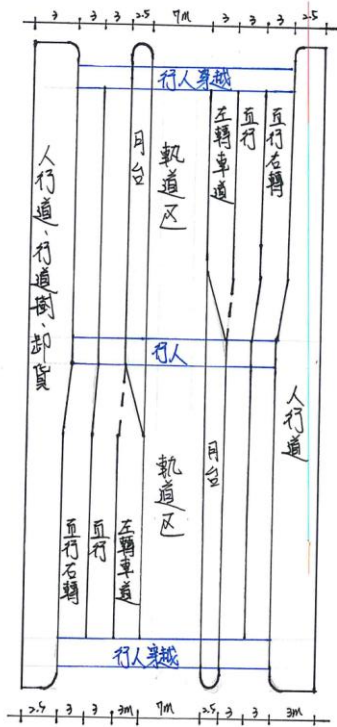 3 3 3 2.5 7M 3 3 3 2.5
行人穿越
人行道、行道樹、卸貨
月台
軌道区
左轉車道
直行
直行右轉
行人
直行右轉
直行
左轉車道
軌道区
月台
人行道
行人穿越
2.5 3 3 3M 7M 2.5 3 3 3M